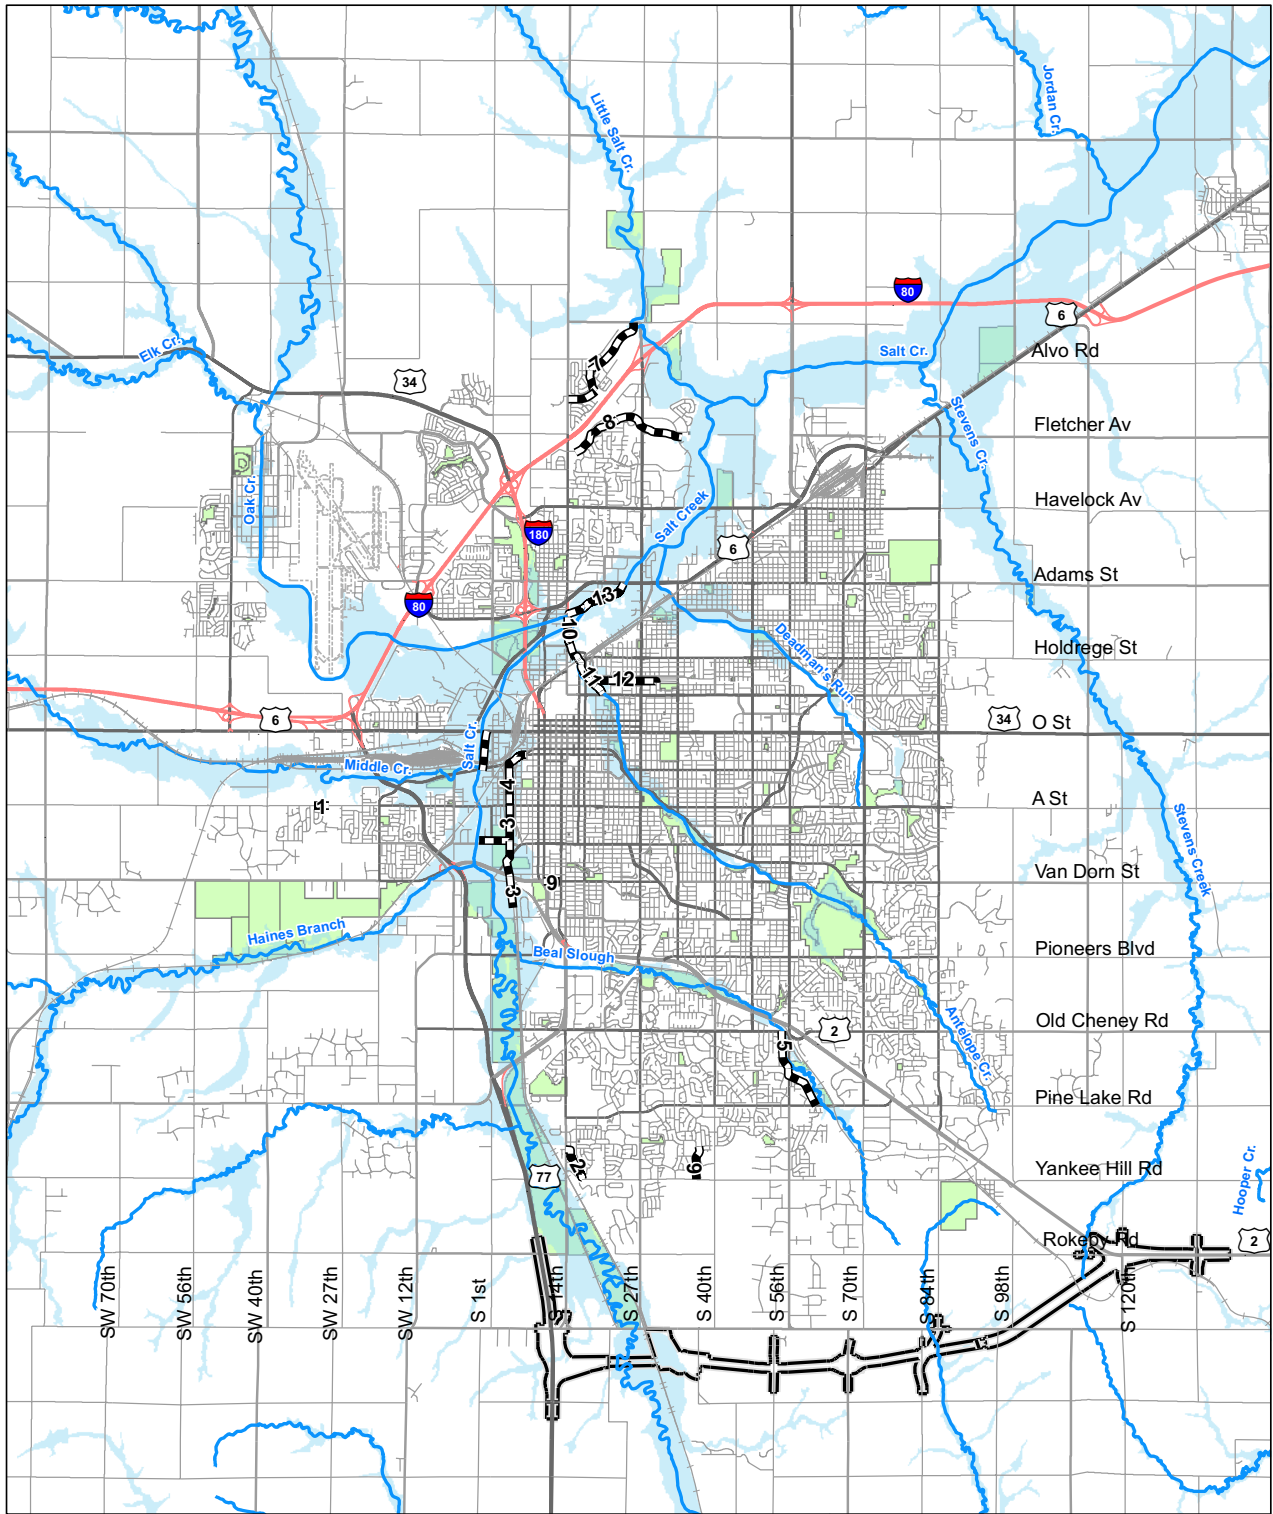 Little Salt Cr.
Jordan Cr.
80
6
Elk Cr.
Salt Cr.
Alvo Rd
34
7
Stevens Cr.
Fletcher Av
8
Oak Cr.
Havelock Av
Salt Creek
180
6
Adams St
80
13
10
Deadman's Run
Holdrege St
11
12
6
34
O St
Salt Cr.
Middle Cr.
4
A St
1
3
Stevens Creek
Van Dorn St
9
3
Haines Branch
Beal Slough
Pioneers Blvd
Antelope Cr.
Old Cheney Rd
2
5
Pine Lake Rd
2
6
Yankee Hill Rd
77
Hooper Cr.
Rokeby Rd
2
SW 70th
SW 56th
SW 40th
SW 27th
SW 12th
S 1st
S 14th
S 27th
S 40th
S 56th
S 70th
S 84th
S 98th
S 120th